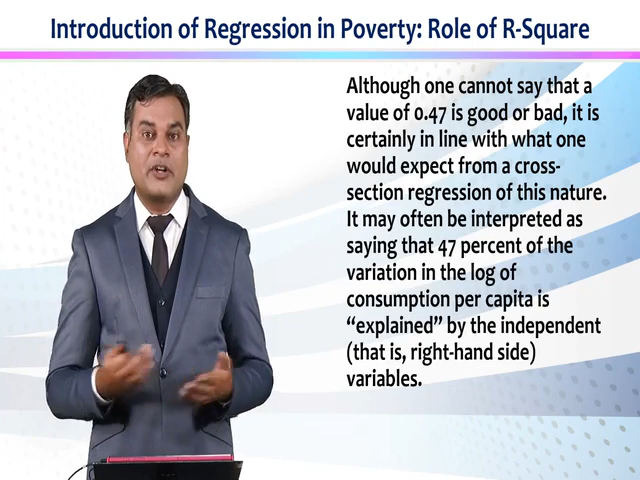 Introduction of Regression in Poverty: Role of R-Square
Although one cannot say that a
value of 0.47 is good or bad, it is
certainly in line with what one
would expect from a cross-
section regression of this nature.
It may often be interpreted as
saying that 47 percent of the
variation in the log of
consumption per capita is
“explained” by the independent
(that is, right-hand side)
variables.